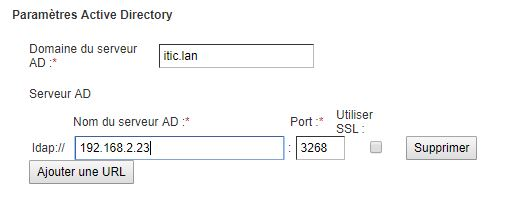 Paramètres Active Directory
Domaine du serveur
AD :*
itic.lan
Serveur AD
Nom du serveur AD :*
Port :*
Utiliser
SSL :
ldap://
192.168.2.23
:
3268
Supprimer
Ajouter une URL